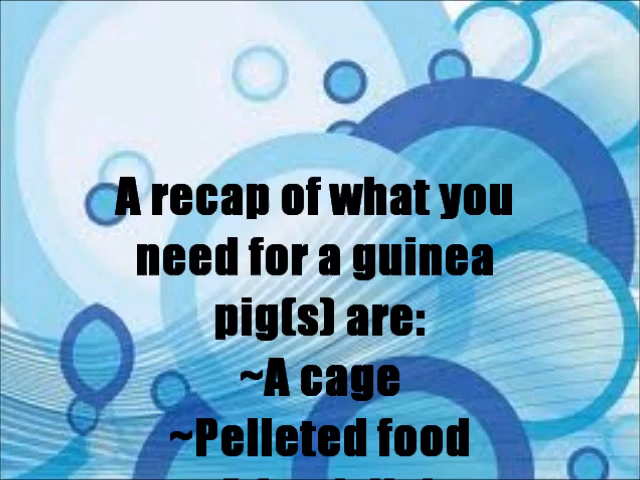 A recap of what you
need for a guinea
pig(s) are:
~A cage
~Pelleted food